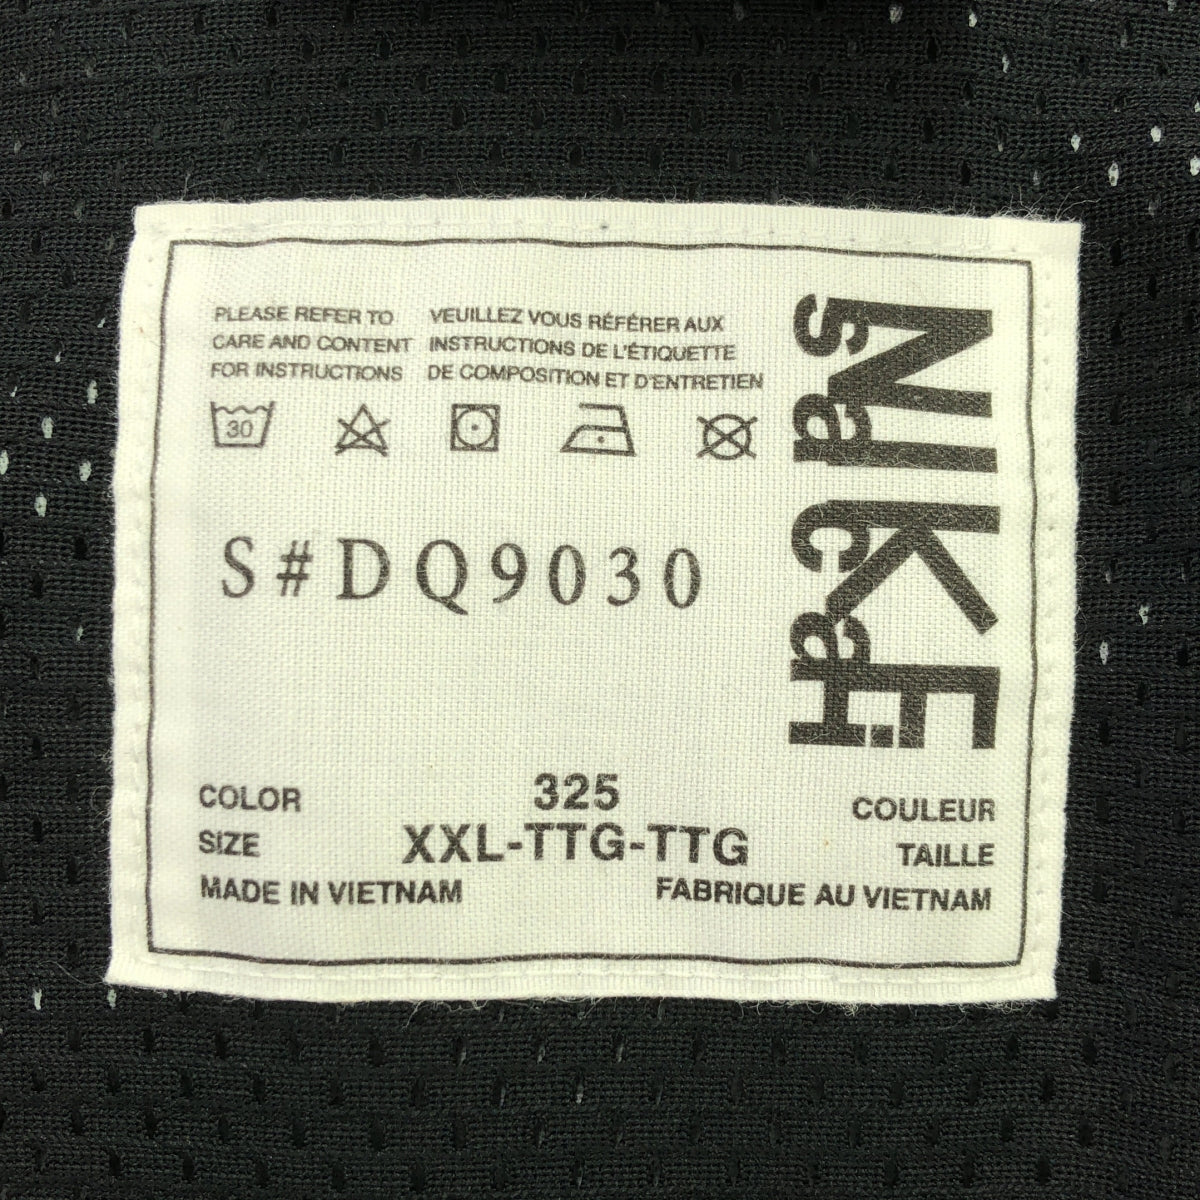 PLEASE REFER TO
CARE AND CONTENT
FOR INSTRUCTIONS
VEUILLEZ VOUS RÉFÉRER AUX
INSTRUCTIONS DE L'ÉTIQUETTE
DE COMPOSITION ET D'ENTRETIEN
30
S#DQ9030
NIKE
sacai
COLOR 325 COULEUR
SIZE XXL-TTG-TTG TAILLE
MADE IN VIETNAM FABRIQUE AU VIETNAM